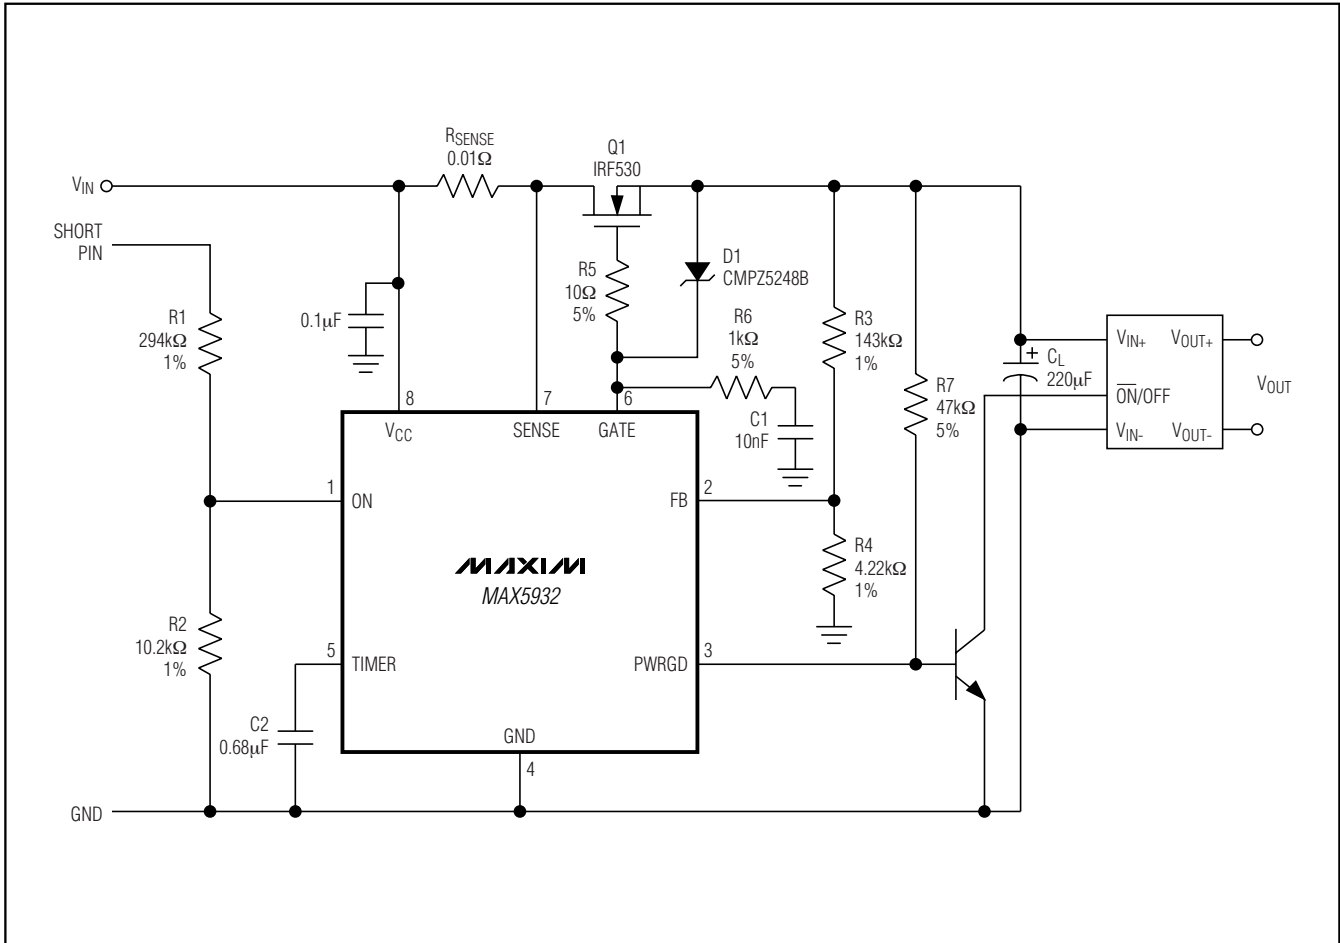 RSENSE
0.01Ω
Q1
IRF530
VIN
SHORT
PIN
R1
294kΩ
1%
0.1µF
R5
10Ω
5%
D1
CMPZ5248B
R6
1kΩ
5%
R3
143kΩ
1%
C1
10nF
R7
47kΩ
5%
+
CL
220µF
VIN+
VOUT+
ON/OFF
VIN-
VOUT-
VOUT
8
7
6
VCC
SENSE
GATE
1
ON
2
FB
MAXIM
MAX5932
R4
4.22kΩ
1%
R2
10.2kΩ
1%
5
TIMER
3
PWRGD
C2
0.68µF
GND
4
GND